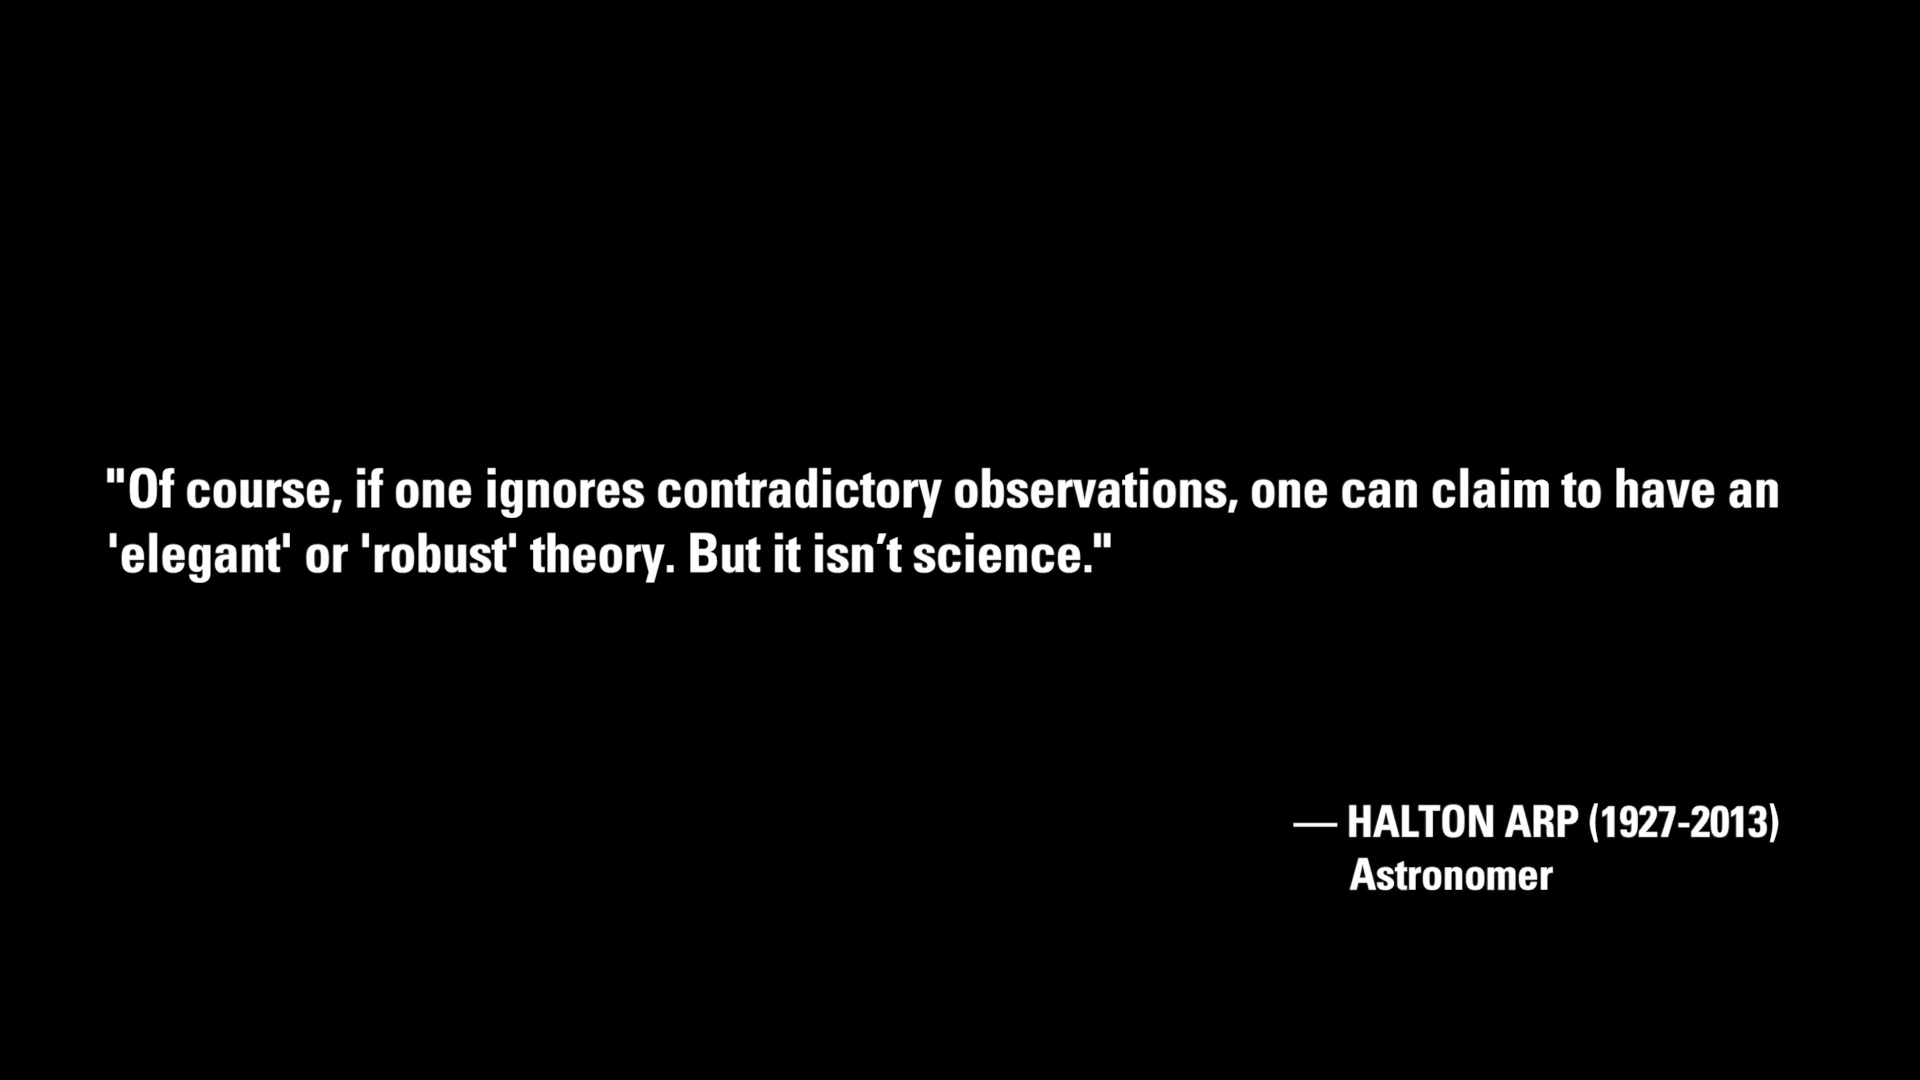 "Of course, if one ignores contradictory observations, one can claim to have an
'elegant' or 'robust' theory. But it isn’t science."
— HALTON ARP (1927-2013)
Astronomer